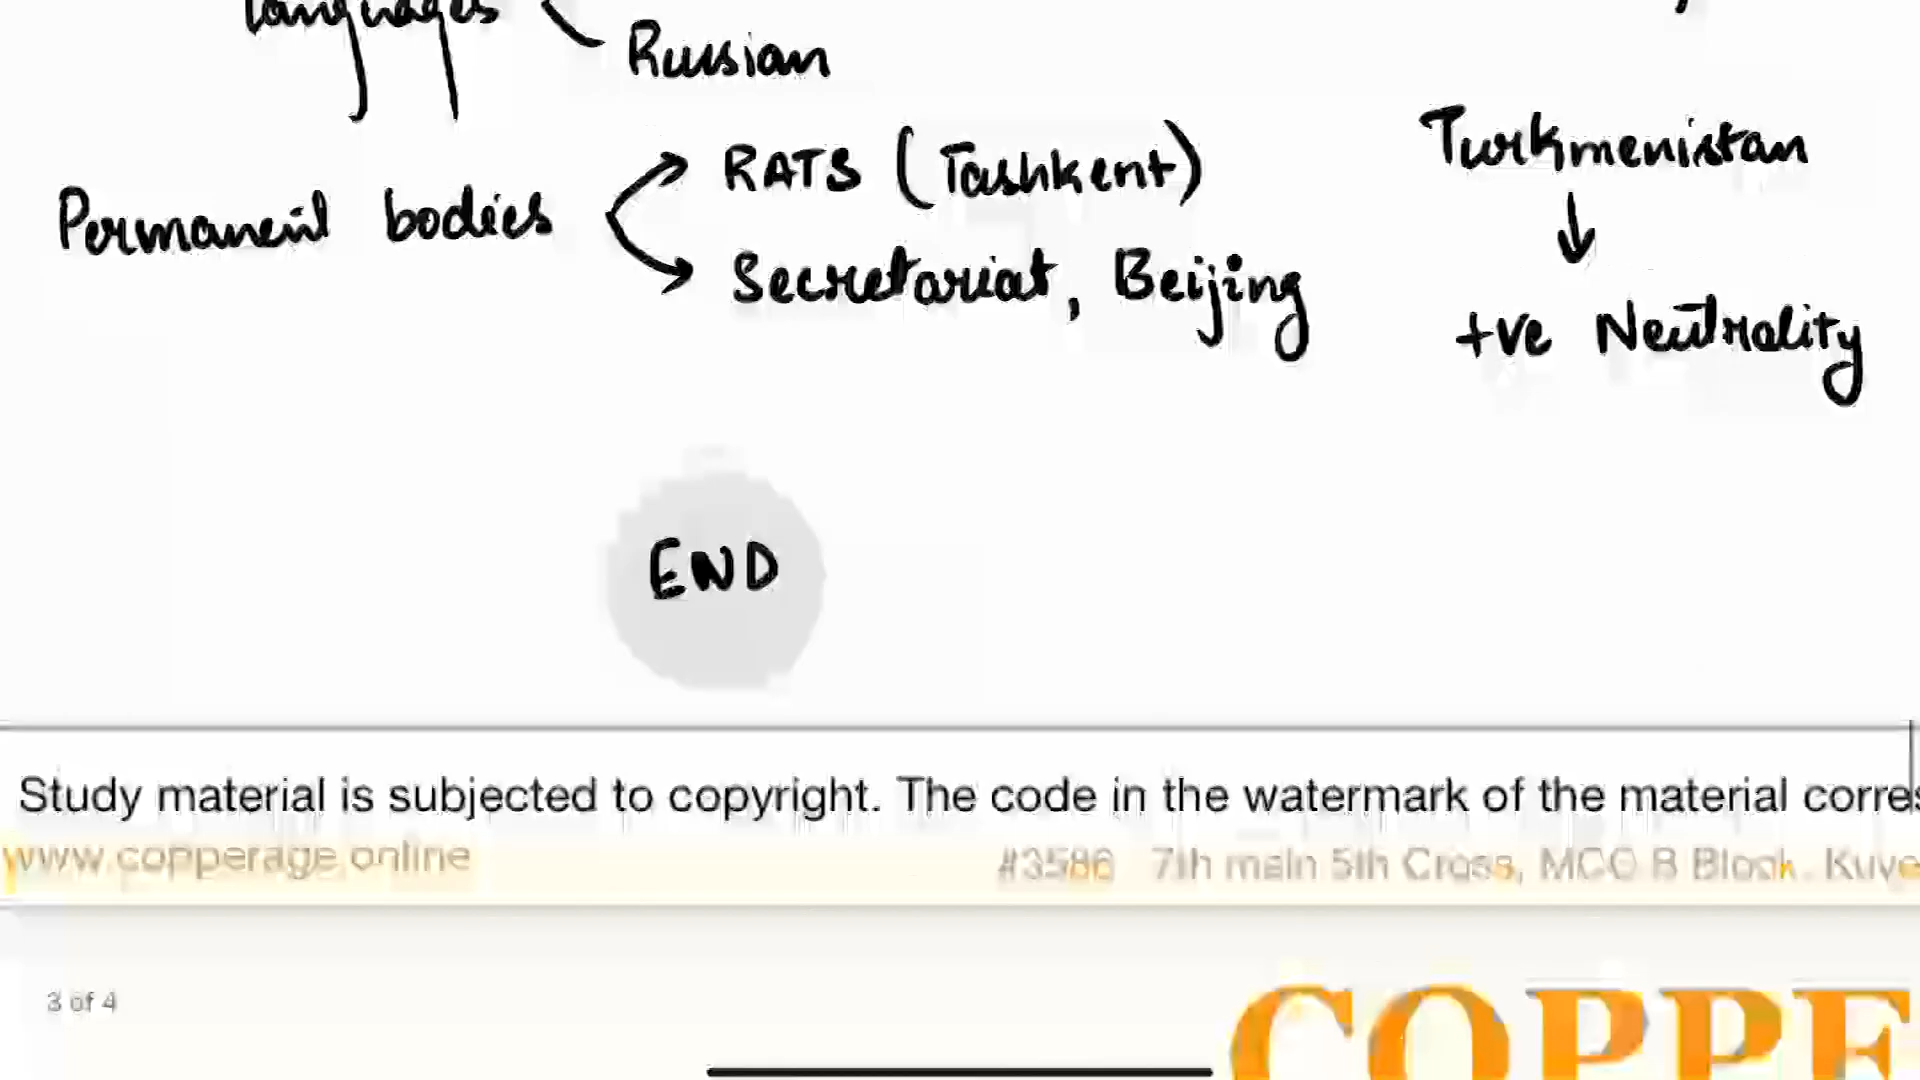 languages
Russian
Permanent bodies
RATS (Tashkent)
Secretariat, Beijing
Turkmenistan
+ve Neutrality
END
Study material is subjected to copyright. The code in the watermark of the material corres
www.copperage.online
#3586 7th main 5th Cross, MCO B Block. Kuve
3 of 4
COPPE